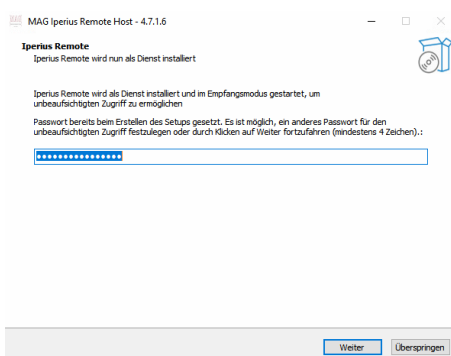 MAG Iperius Remote Host - 4.7.1.6
Iperius Remote
Iperius Remote wird nun als Dienst installiert
Iperius Remote wird als Dienst installiert und im Empfangsmodus gestartet, um
unbeaufsichtigten Zugriff zu ermöglichen
Passwort bereits beim Erstellen des Setups gesetzt. Es ist möglich, ein anderes Passwort für den
unbeaufsichtigten Zugriff festzulegen oder durch Klicken auf Weiter fortzufahren (mindestens 4 Zeichen).:
Weiter
Überspringen